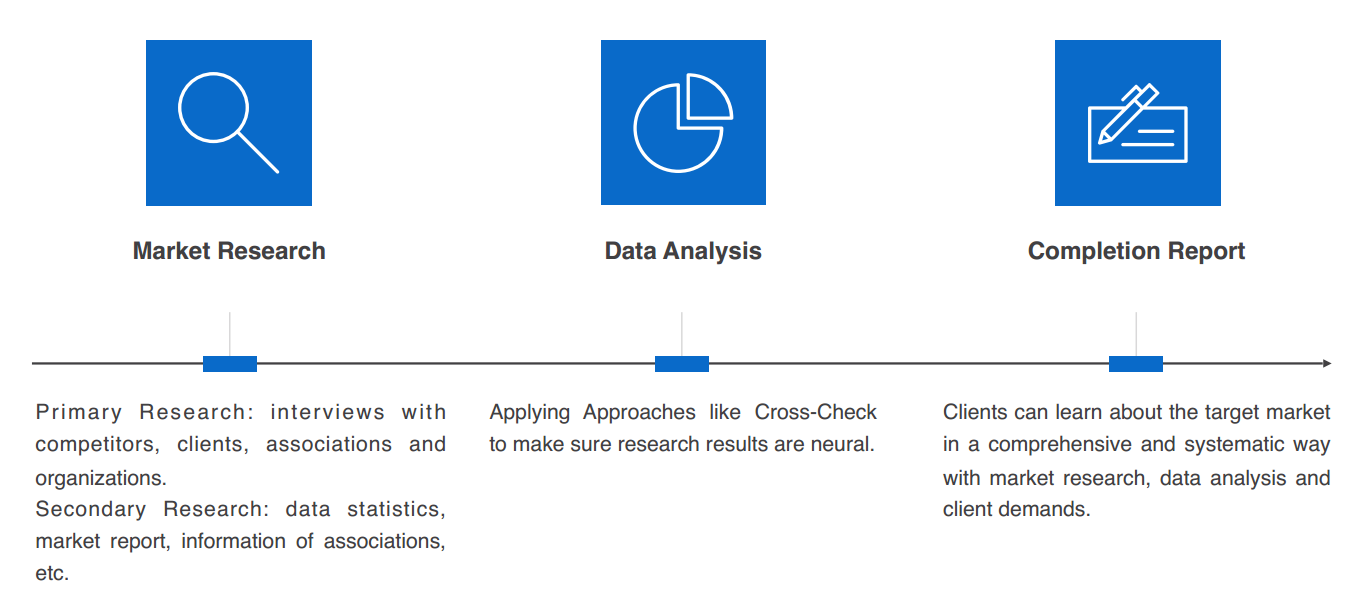 Market Research
Data Analysis
Completion Report
Primary Research: interviews with
competitors, clients, associations and
organizations.
Secondary Research: data statistics,
market report, information of associations,
etc.
Applying Approaches like Cross-Check
to make sure research results are neural.
Clients can learn about the target market
in a comprehensive and systematic way
with market research, data analysis and
client demands.